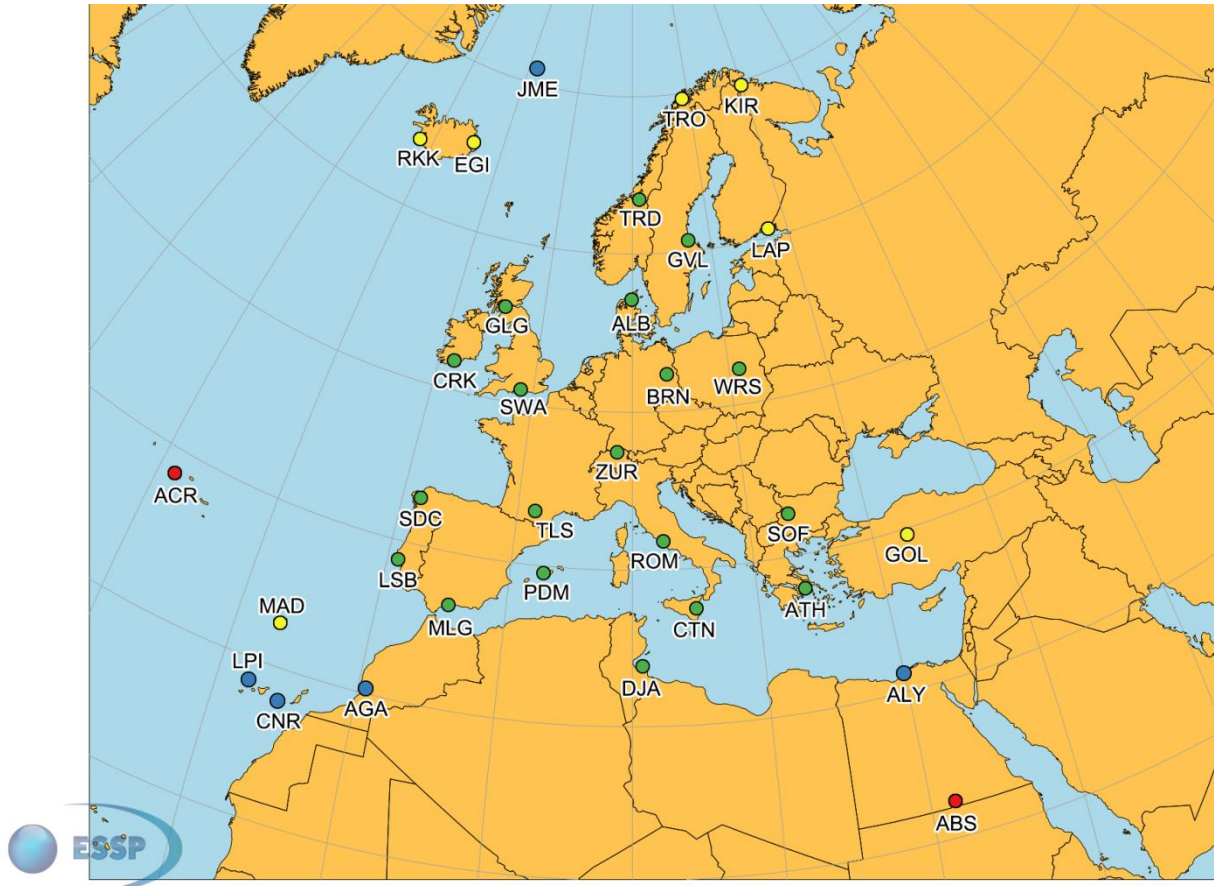 JME
TRO
KIR
RKK
EGI
TRD
GVL
LAP
GLG
ALB
CRK
SWA
BRN
WRS
ZUR
ACR
SDC
TLS
ROM
SOF
GOL
LSB
PDM
MAD
MLG
CTN
ATH
LPI
CNR
AGA
DJA
ALY
ABS
ESSP